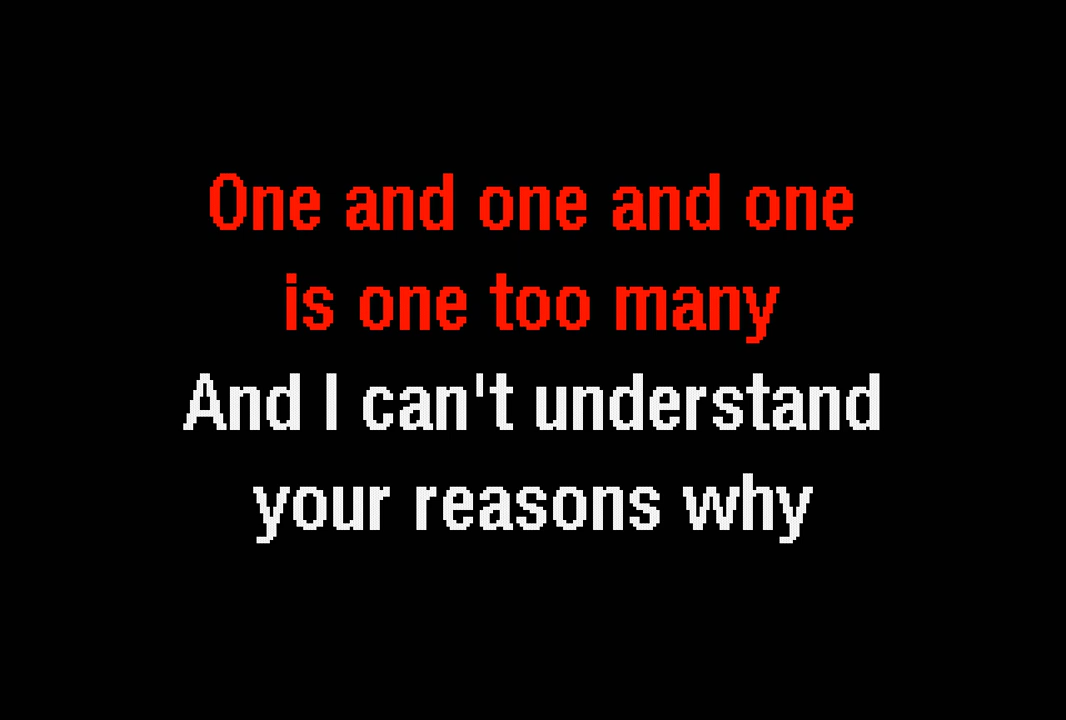 One and one and one
is one too many
And I can't understand
your reasons why